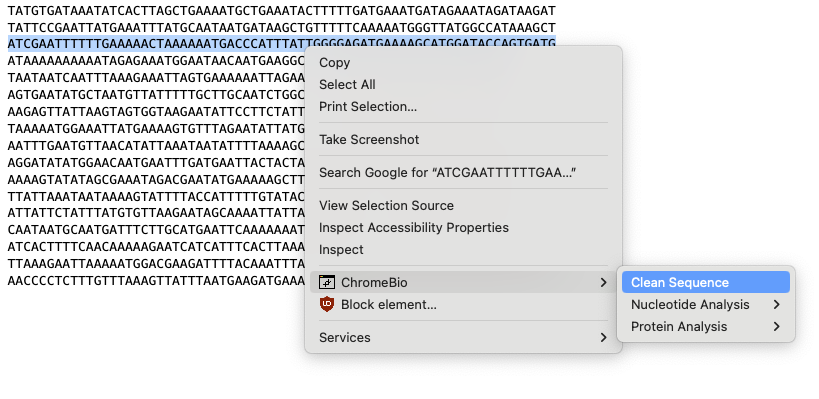 TATGTGATAAATATCACTTAGCTGAAAATGCTGAAATACTTTTTGATGAAATGATAGAAATAGATAAGAT
TATTCCGAATTATGAAATTTATGCAATAATGATAAGCTGTTTTTCAAAAATGGGTTATGGCCATAAAGCT
ATCGAATTTTTTGAAAAACTAAAAAATGACCCATTTATTGGGGAGATGAAAAGCATGGATACCAGTGATG
ATAAAAAAAAAATAGAGAAATGGAATAACAATGAAGGC
TAATAATCAATTTAAAGAAATTAGTGAAAAAATTAGAA
AGTGAATATGCTAATGTTATTTTTGCTTGCAATCTGGC
AAGAGTTATTAAGTAGTGGTAAGAATATTCCTTCTATT
TAAAAATGGAAATTATGAAAAGTGTTTAGAATATTATG
AATTTGAATGTTAACATATTAAATAATATTTTAAAAGC
AGGATATATGGAACAATGAATTTGATGAATTACTACTA
AAAAGTATATAGCGAAATAGACGAATATGAAAAAGCTT
TTATTAAATAATAAAAGTATTTTACCATTTTTGTATAC
ATTATTCTATTTATGTGTTAAGAATAGCAAAATTATTA
CAATAATGCAATGATTTCTTGCATGAATTCAAAAAAAT
ATCACTTTTCAACAAAAAGAATCATCATTTCACTTAAA
TTAAAGAATTAAAAATGGACGAAGATTTTACAAATTTA
AACCCCTCTTTGTTTAAAGTTATTTAATGAAGATGAAA
Copy
Select All
Print Selection...
Take Screenshot
Search Google for “ATCGAATTTTTTGAA...”
View Selection Source
Inspect Accessibility Properties
Inspect
ChromeBio
Block element...
Services
Clean Sequence
Nucleotide Analysis
Protein Analysis